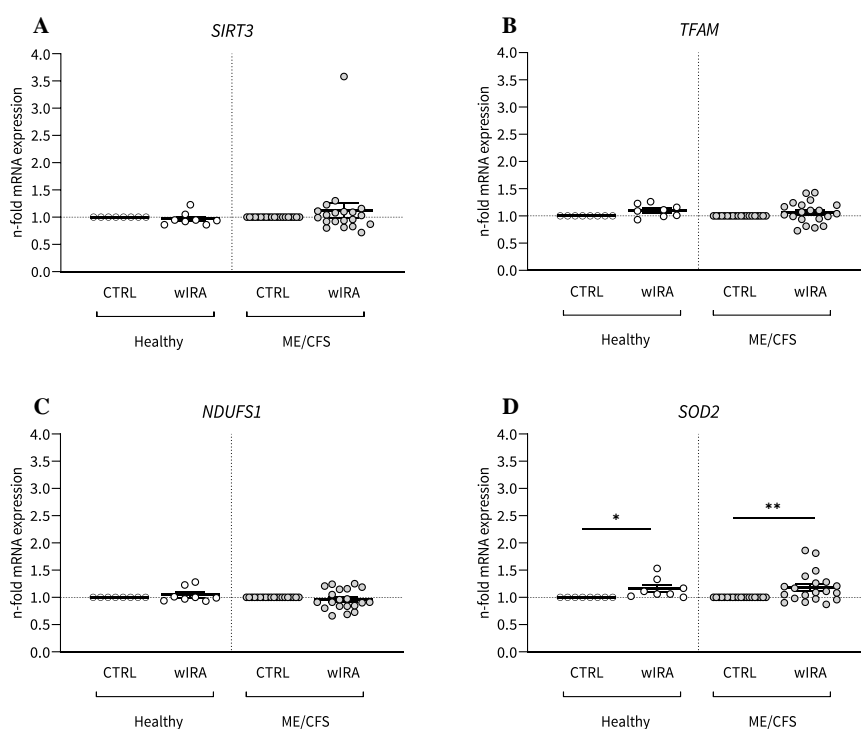 A
SIRT3
n-fold mRNA expression
4.0
3.5
3.0
2.5
2.0
1.5
1.0
0.5
0.0
CTRL wIRA CTRL wIRA
Healthy ME/CFS
B
TFAM
n-fold mRNA expression
4.0
3.5
3.0
2.5
2.0
1.5
1.0
0.5
0.0
CTRL wIRA CTRL wIRA
Healthy ME/CFS
C
NDUFS1
n-fold mRNA expression
4.0
3.5
3.0
2.5
2.0
1.5
1.0
0.5
0.0
CTRL wIRA CTRL wIRA
Healthy ME/CFS
D
SOD2
n-fold mRNA expression
4.0
3.5
3.0
2.5
2.0
1.5
1.0
0.5
0.0
* **
CTRL wIRA CTRL wIRA
Healthy ME/CFS